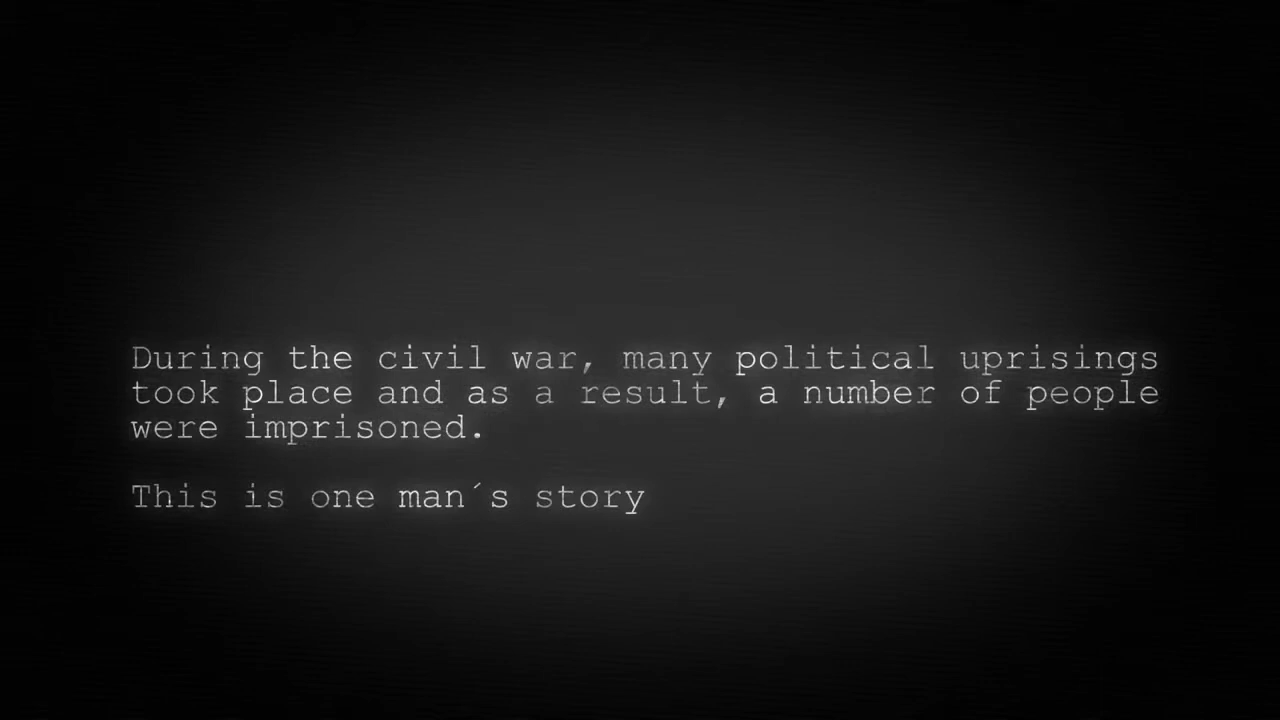 During the civil war, many political uprisings
took place and as a result, a number of people
were imprisoned.
This is one man´s story